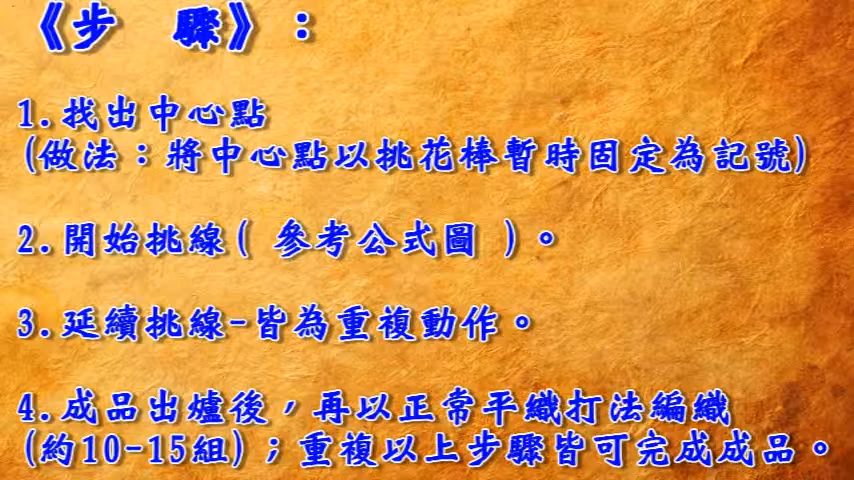 《步 驟》：
1.找出中心點
(做法：將中心點以挑花棒暫時固定為記號)
2.開始挑線( 參考公式圖 )。
3.延續挑線-皆為重複動作。
4.成品出爐後，再以正常平織打法編織
(約10-15組)；重複以上步驟皆可完成成品。